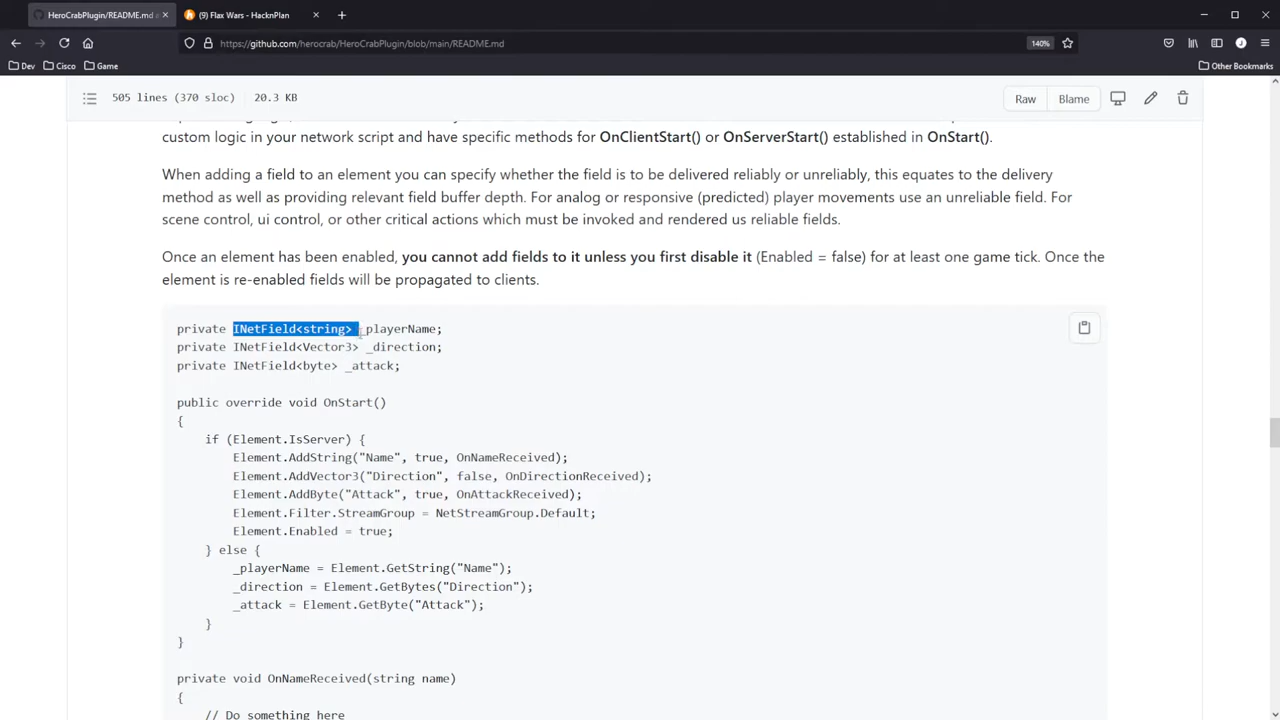 HeroCrabPlugin/README.md a
(9) Flax Wars - HacknPlan
https://github.com/herocrab/HeroCrabPlugin/blob/main/README.md
140%
Dev
Cisco
Game
Other Bookmarks
505 lines (370 sloc)
20.3 KB
Raw
Blame
custom logic in your network script and have specific methods for OnClientStart() or OnServerStart() established in OnStart().
When adding a field to an element you can specify whether the field is to be delivered reliably or unreliably, this equates to the delivery
method as well as providing relevant field buffer depth. For analog or responsive (predicted) player movements use an unreliable field. For
scene control, ui control, or other critical actions which must be invoked and rendered us reliable fields.
Once an element has been enabled, you cannot add fields to it unless you first disable it (Enabled = false) for at least one game tick. Once the
element is re-enabled fields will be propagated to clients.
private INetField<string> _playerName;
private INetField<Vector3> _direction;
private INetField<byte> _attack;
public override void OnStart()
{
if (Element.IsServer) {
Element.AddString("Name", true, OnNameReceived);
Element.AddVector3("Direction", false, OnDirectionReceived);
Element.AddByte("Attack", true, OnAttackReceived);
Element.Filter.StreamGroup = NetStreamGroup.Default;
Element.Enabled = true;
} else {
_playerName = Element.GetString("Name");
_direction = Element.GetBytes("Direction");
_attack = Element.GetByte("Attack");
}
}
private void OnNameReceived(string name)
{
// Do something here